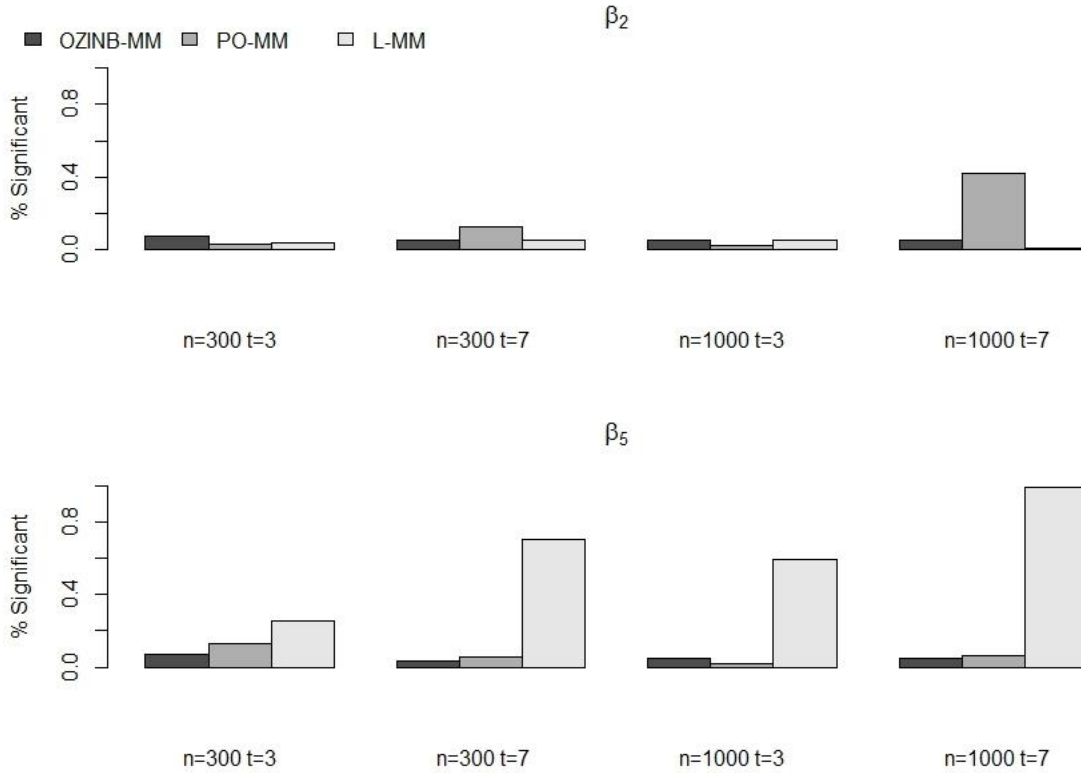 β2
OZINB-MM PO-MM L-MM
% Significant
0.8
0.4
0.0
n=300 t=3 n=300 t=7 n=1000 t=3 n=1000 t=7
β5
% Significant
0.8
0.4
0.0
n=300 t=3 n=300 t=7 n=1000 t=3 n=1000 t=7